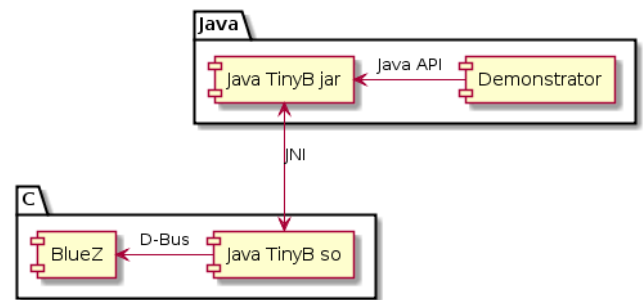 Java
Java API
Java TinyB jar
Demonstrator
JNI
C
D-Bus
BlueZ
Java TinyB so